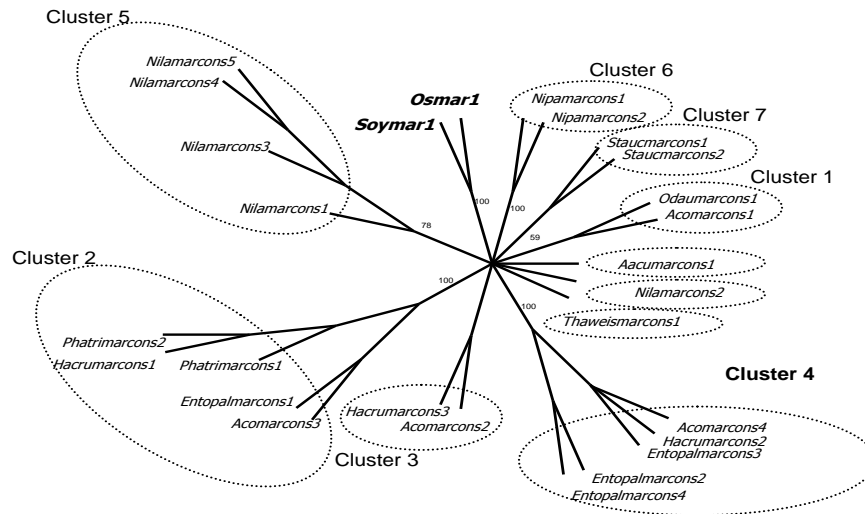 Cluster 5
Nilamarcons5
Nilamarcons4
Nilamarcons3
Nilamarcons1
Osmar1
Soymar1
Cluster 6
Nipamarcons1
Nipamarcons2
Cluster 7
Staucmarcons1
Staucmarcons2
Cluster 1
Odaumarcons1
Acomarcons1
Aacumarcons1
Nilamarcons2
Thaweismarcons1
100
100
59
78
100
100
Cluster 2
Phatrimarcons2
Hacrumarcons1
Phatrimarcons1
Entopalmarcons1
Acomarcons3
Hacrumarcons3
Acomarcons2
Cluster 3
Cluster 4
Acomarcons4
Hacrumarcons2
Entopalmarcons3
Entopalmarcons2
Entopalmarcons4